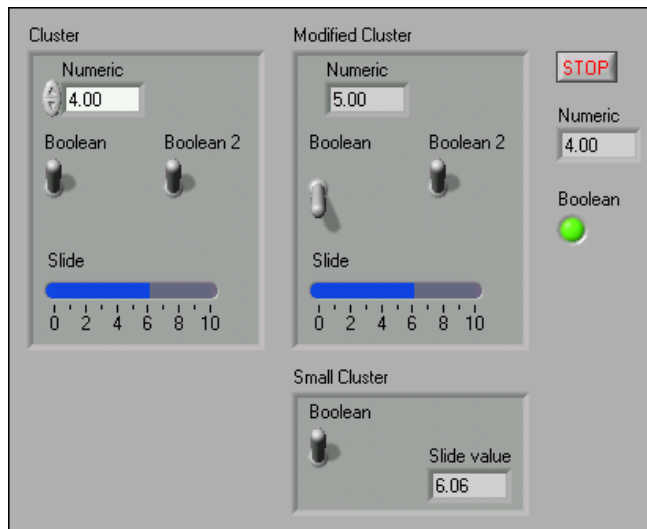 Cluster
Numeric
4.00
Boolean Boolean 2
Slide
0 2 4 6 8 10
Modified Cluster
Numeric
5.00
Boolean Boolean 2
Slide
0 2 4 6 8 10
STOP
Numeric
4.00
Boolean
Small Cluster
Boolean
Slide value
6.06